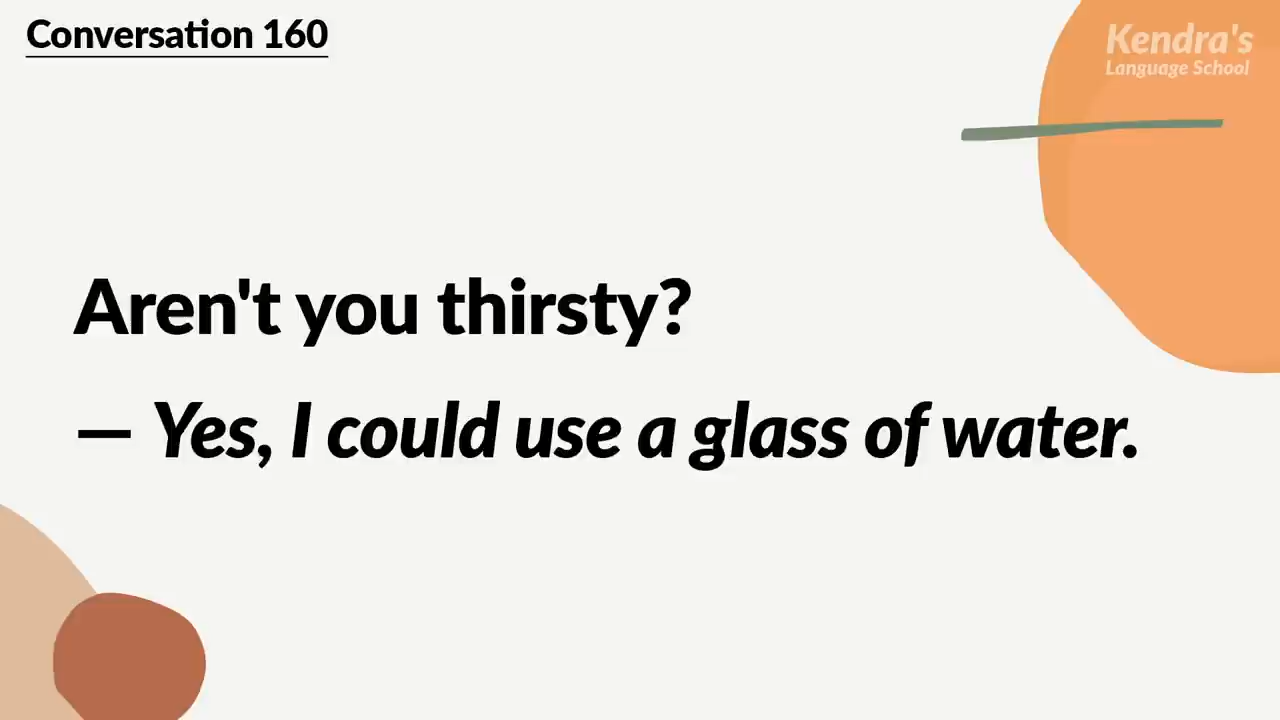 Conversation 160
Kendra's
Language School
Aren't you thirsty?
— Yes, I could use a glass of water.